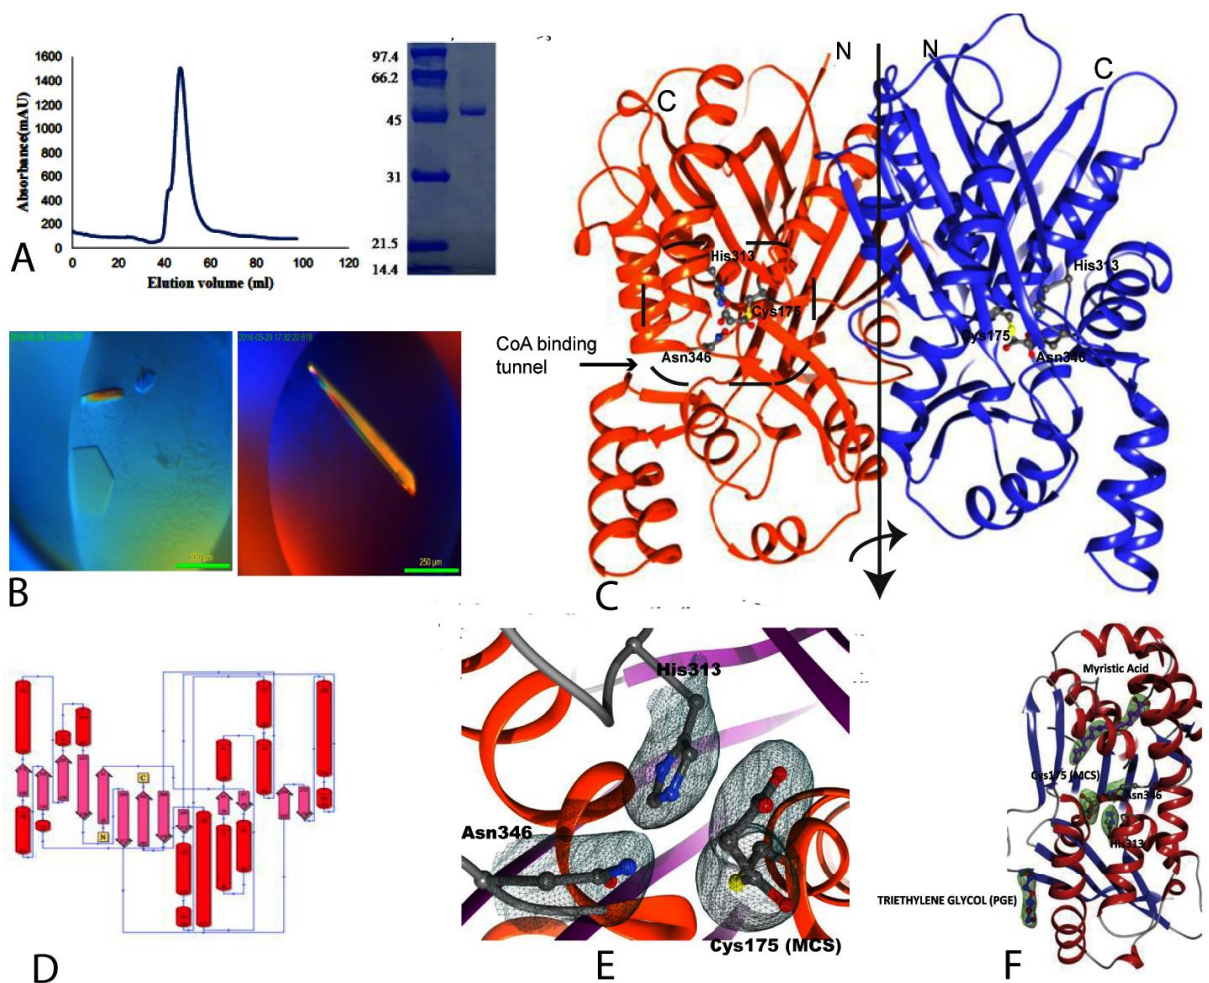 1600
1400
1200
1000
800
600
400
200
0
Absorbance(mAU)
0 20 40 60 80 100 120
Elution volume (ml)
A
97.4
66.2
45
31
21.5
14.4
250 µm
250 µm
B
N
N
C
C
His313
Cys175
Asn346
His313
Cys175
Asn346
CoA binding
tunnel
C
C
N
D
His313
Asn346
Cys175 (MCS)
E
Myristic Acid
Cys175 (MCS)
Asn346
His313
TRIETHYLENE GLYCOL (PGE)
F